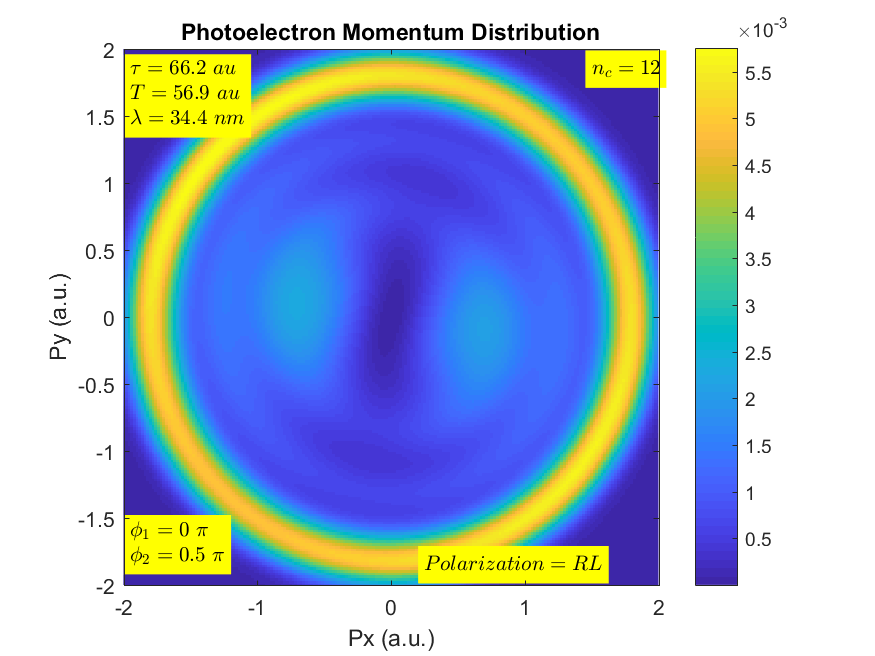 Photoelectron Momentum Distribution
×10⁻³
τ = 66.2 au
T = 56.9 au
λ = 34.4 nm
n_c = 12
2
1.5
1
0.5
0
-0.5
-1
-1.5
-2
Py (a.u.)
ϕ₁ = 0 π
ϕ₂ = 0.5 π
Polarization = RL
-2 -1 0 1 2
Px (a.u.)
5.5
5
4.5
4
3.5
3
2.5
2
1.5
1
0.5